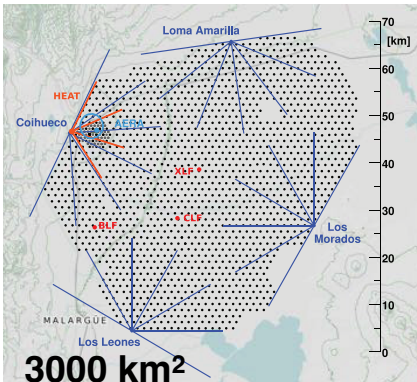 70
[km]
Loma Amarilla
60
HEAT
50
Coihueco
AERA
40
XLF
30
BLF
CLF
Los
Morados
20
10
MALARGÜE
Los Leones
0
3000 km²